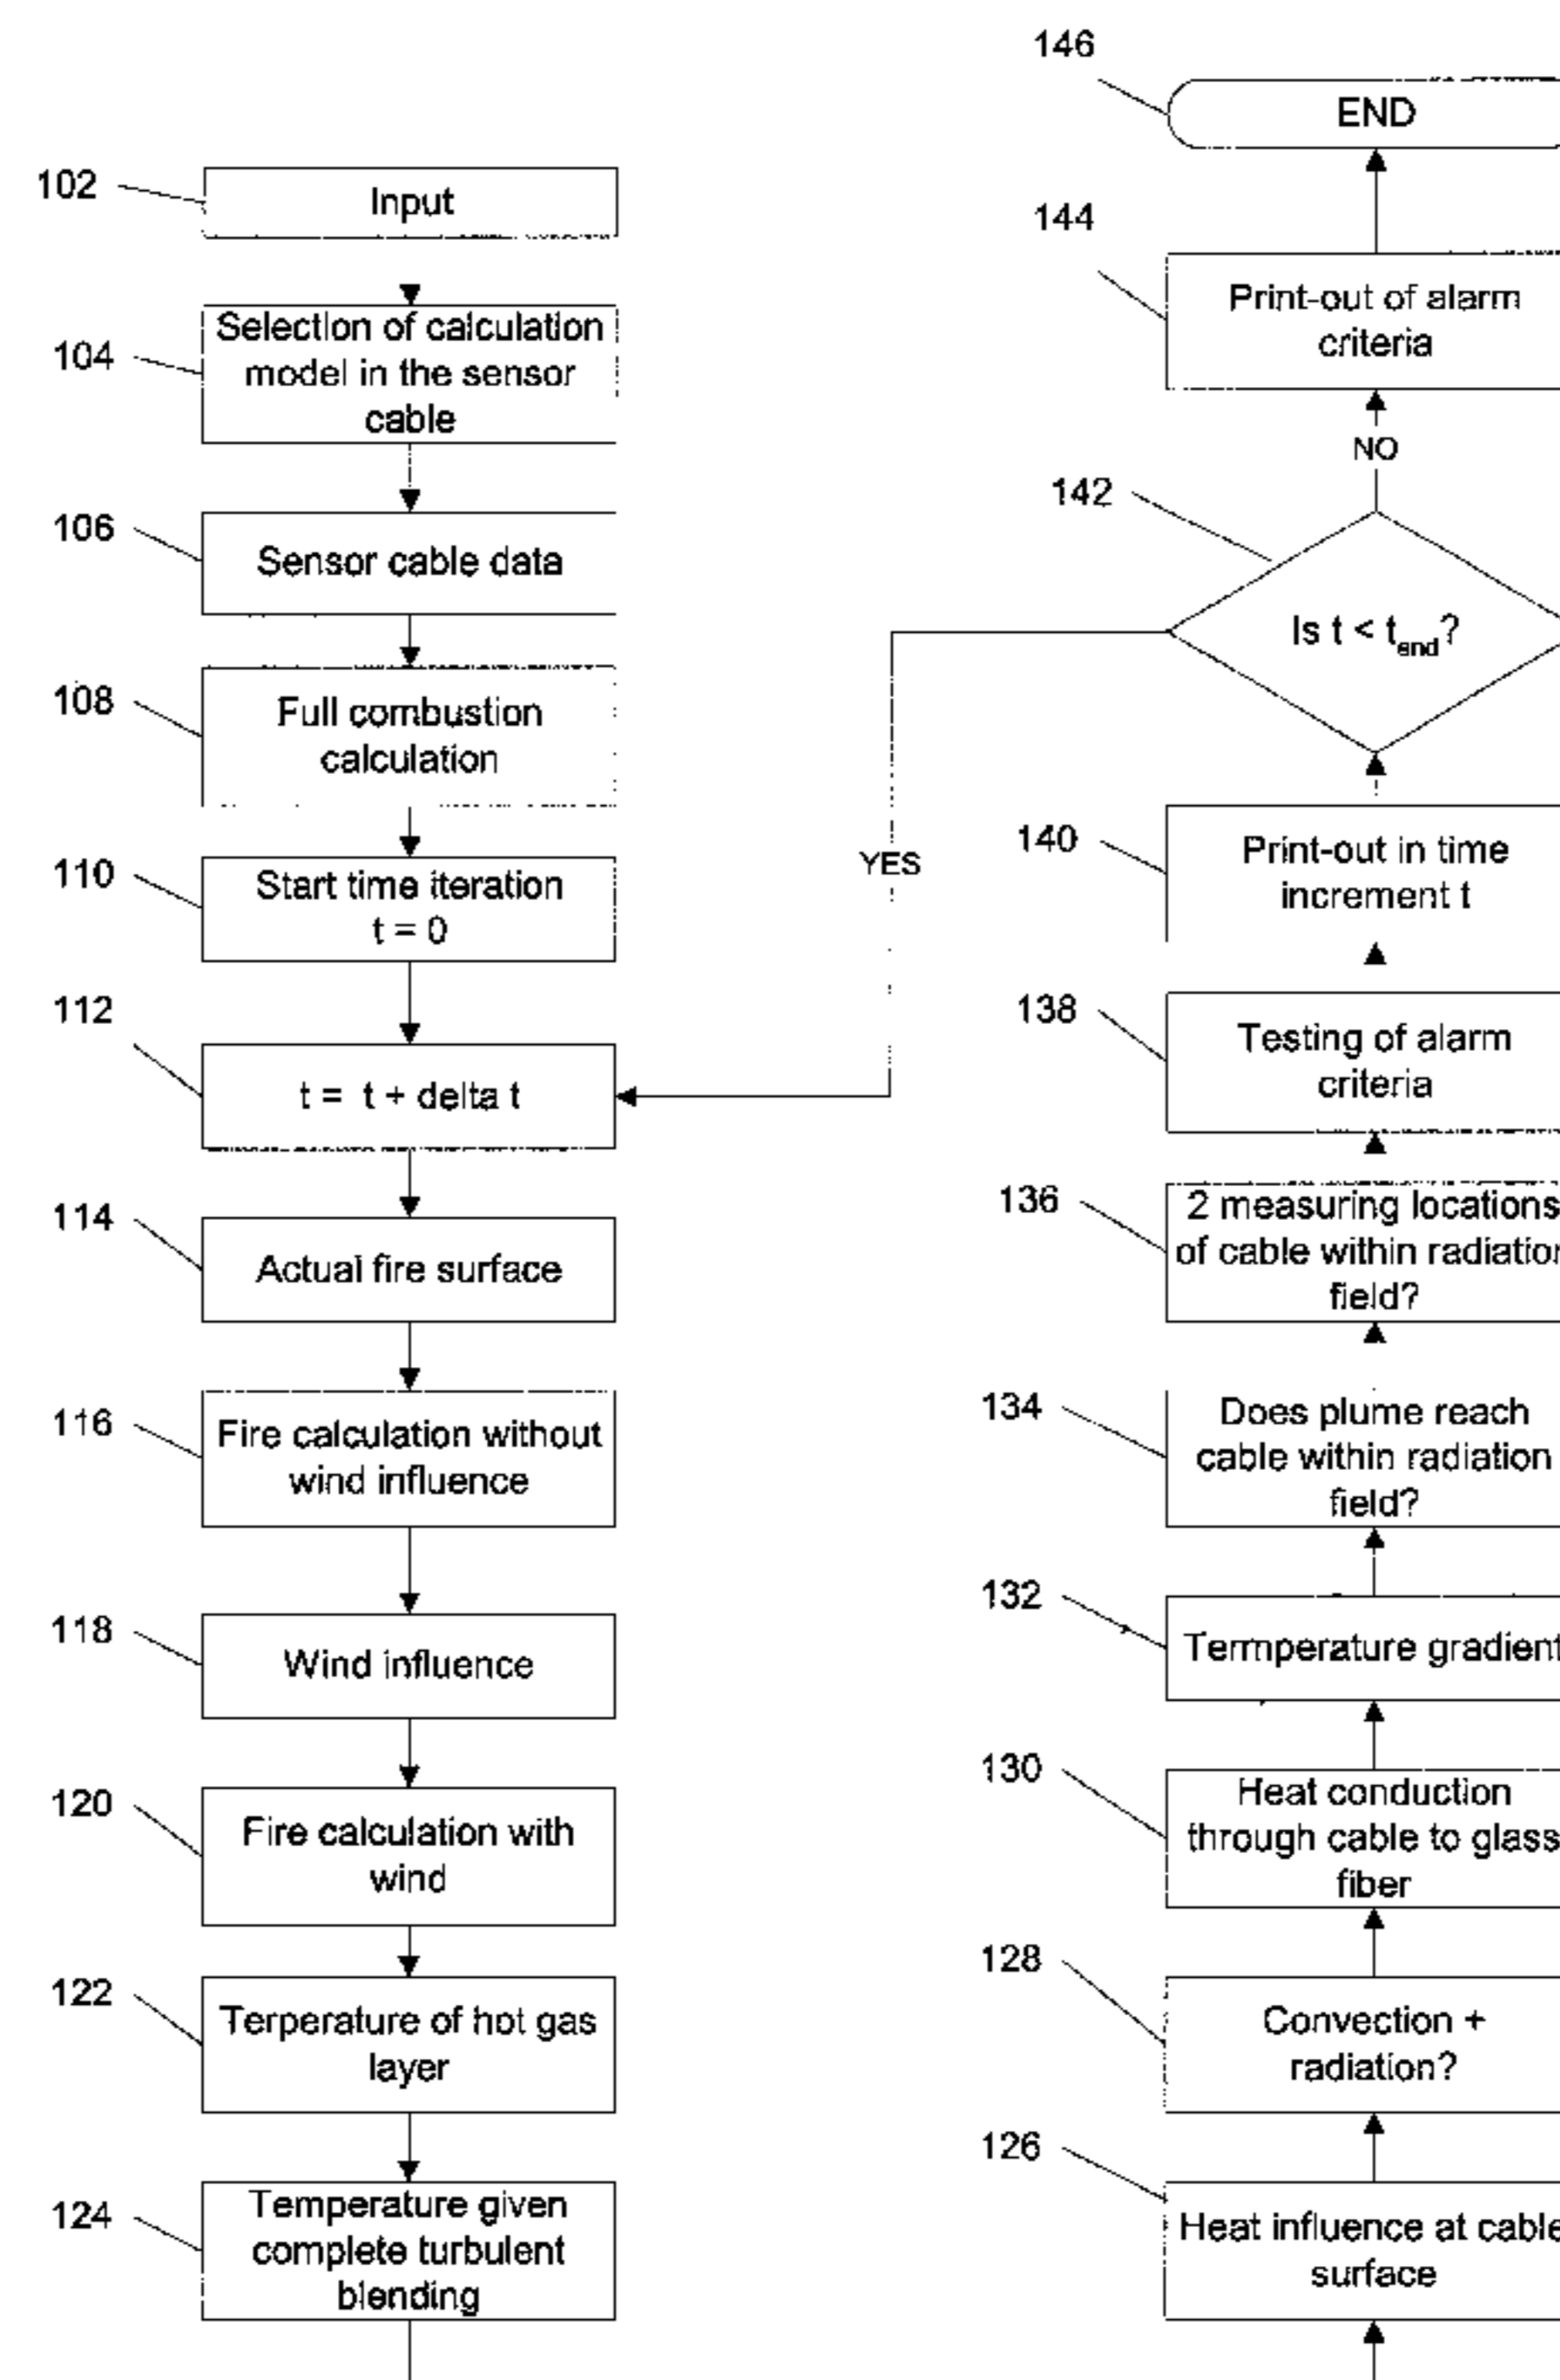 102
Input
104
Selection of calculation
model in the sensor
cable
106
Sensor cable data
108
Full combustion
calculation
110
Start time iteration
t = 0
112
t = t + delta t
114
Actual fire surface
116
Fire calculation without
wind influence
118
Wind influence
120
Fire calculation with
wind
122
Terperature of hot gas
layer
124
Temperature given
complete turbulent
blending
YES
146
END
144
Print-out of alarm
criteria
NO
142
Is t < tend?
140
Print-out in time
increment t
138
Testing of alarm
criteria
136
2 measuring locations
of cable within radiation
field?
134
Does plume reach
cable within radiation
field?
132
Termperature gradient
130
Heat conduction
through cable to glass
fiber
128
Convection +
radiation?
126
Heat influence at cable
surface